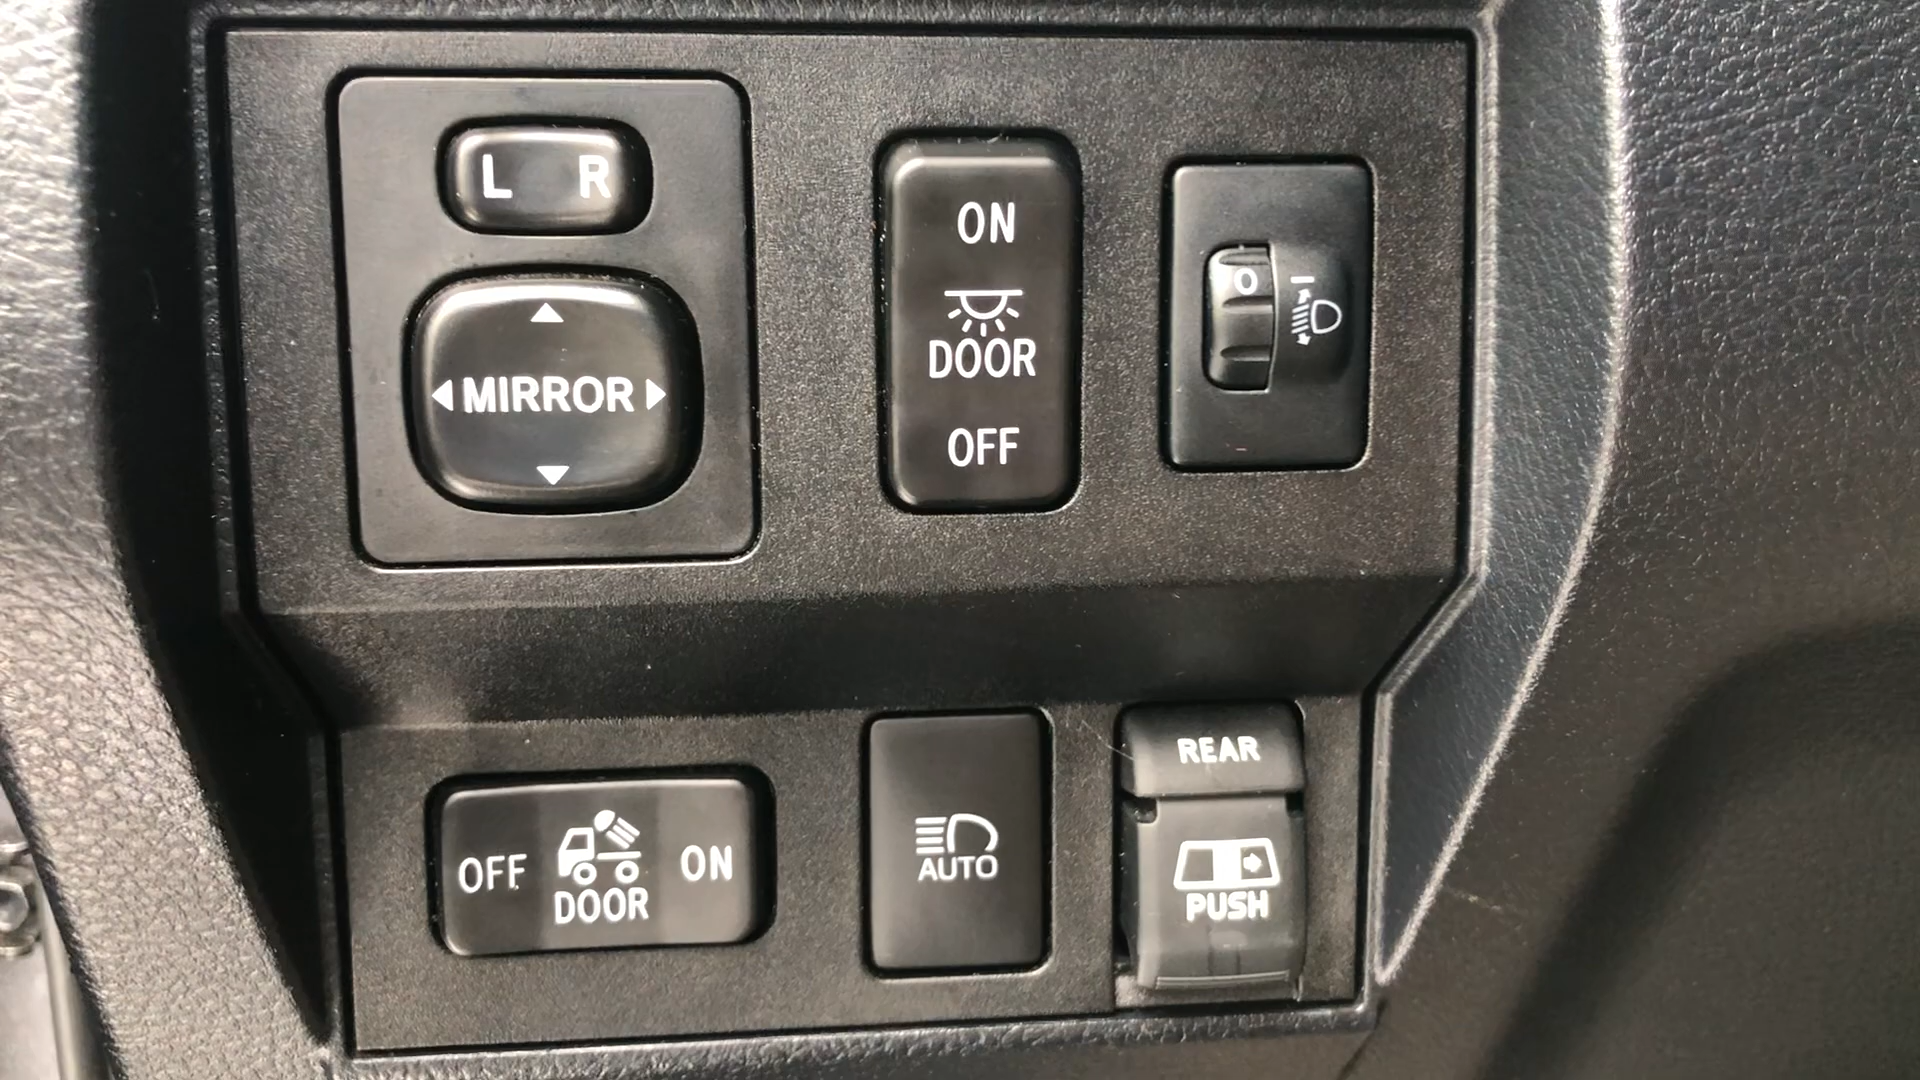 L R
◀ MIRROR ▶
ON
DOOR
OFF
0
OFF
DOOR
ON
AUTO
REAR
PUSH